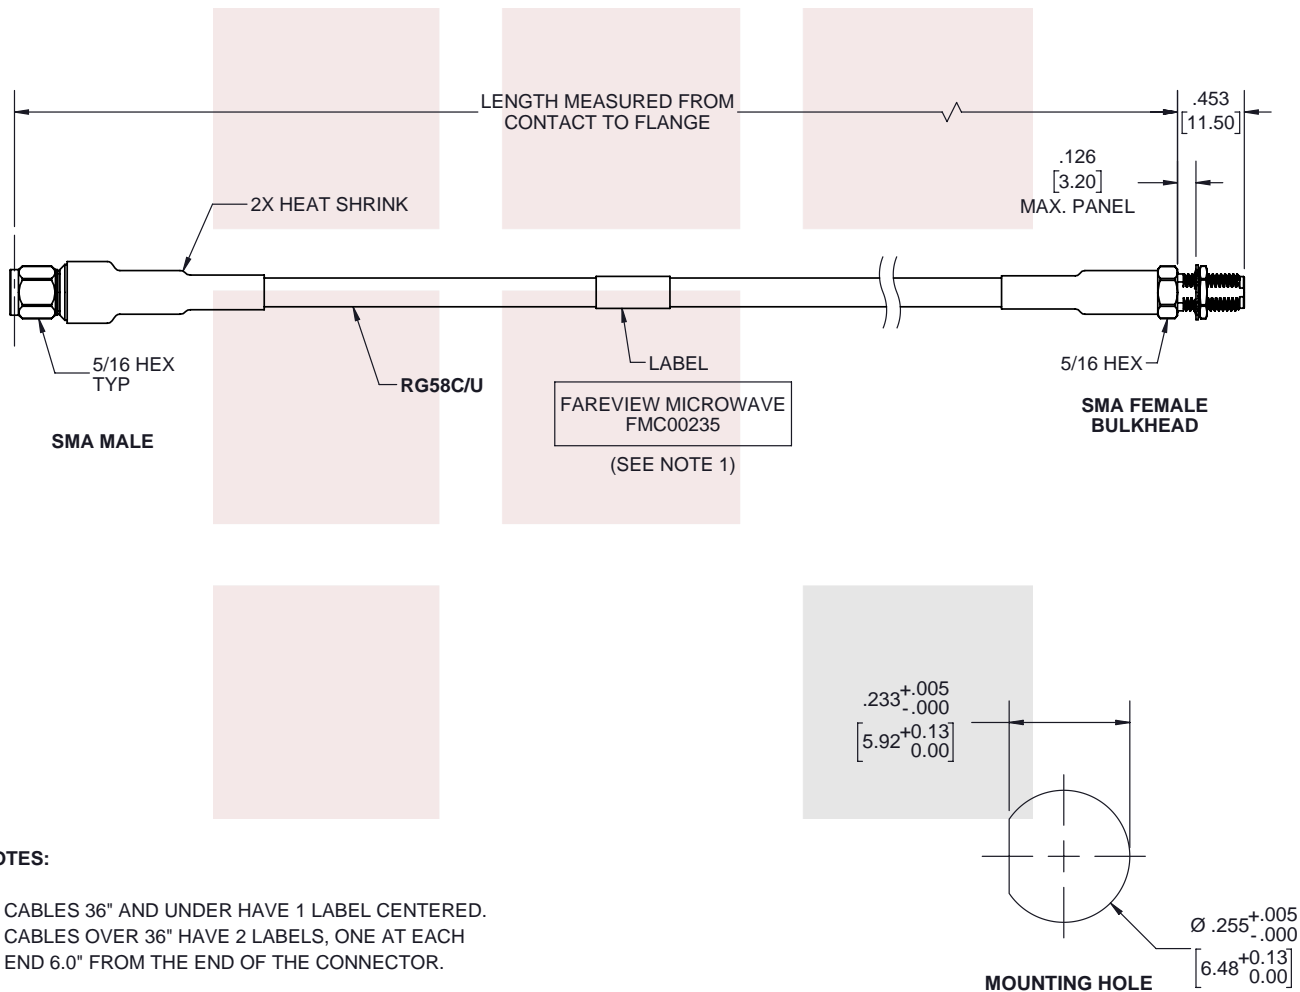 LENGTH MEASURED FROM
CONTACT TO FLANGE
.453
[11.50]
.126
[3.20]
MAX. PANEL
2X HEAT SHRINK
5/16 HEX
TYP
RG58C/U
LABEL
5/16 HEX
FAREVIEW MICROWAVE
FMC00235
(SEE NOTE 1)
SMA MALE
SMA FEMALE
BULKHEAD
.233 +.005
-.000
[5.92 +0.13
0.00]
OTES:
CABLES 36" AND UNDER HAVE 1 LABEL CENTERED.
CABLES OVER 36" HAVE 2 LABELS, ONE AT EACH
END 6.0" FROM THE END OF THE CONNECTOR.
Ø .255 +.005
-.000
[6.48 +0.13
0.00]
MOUNTING HOLE